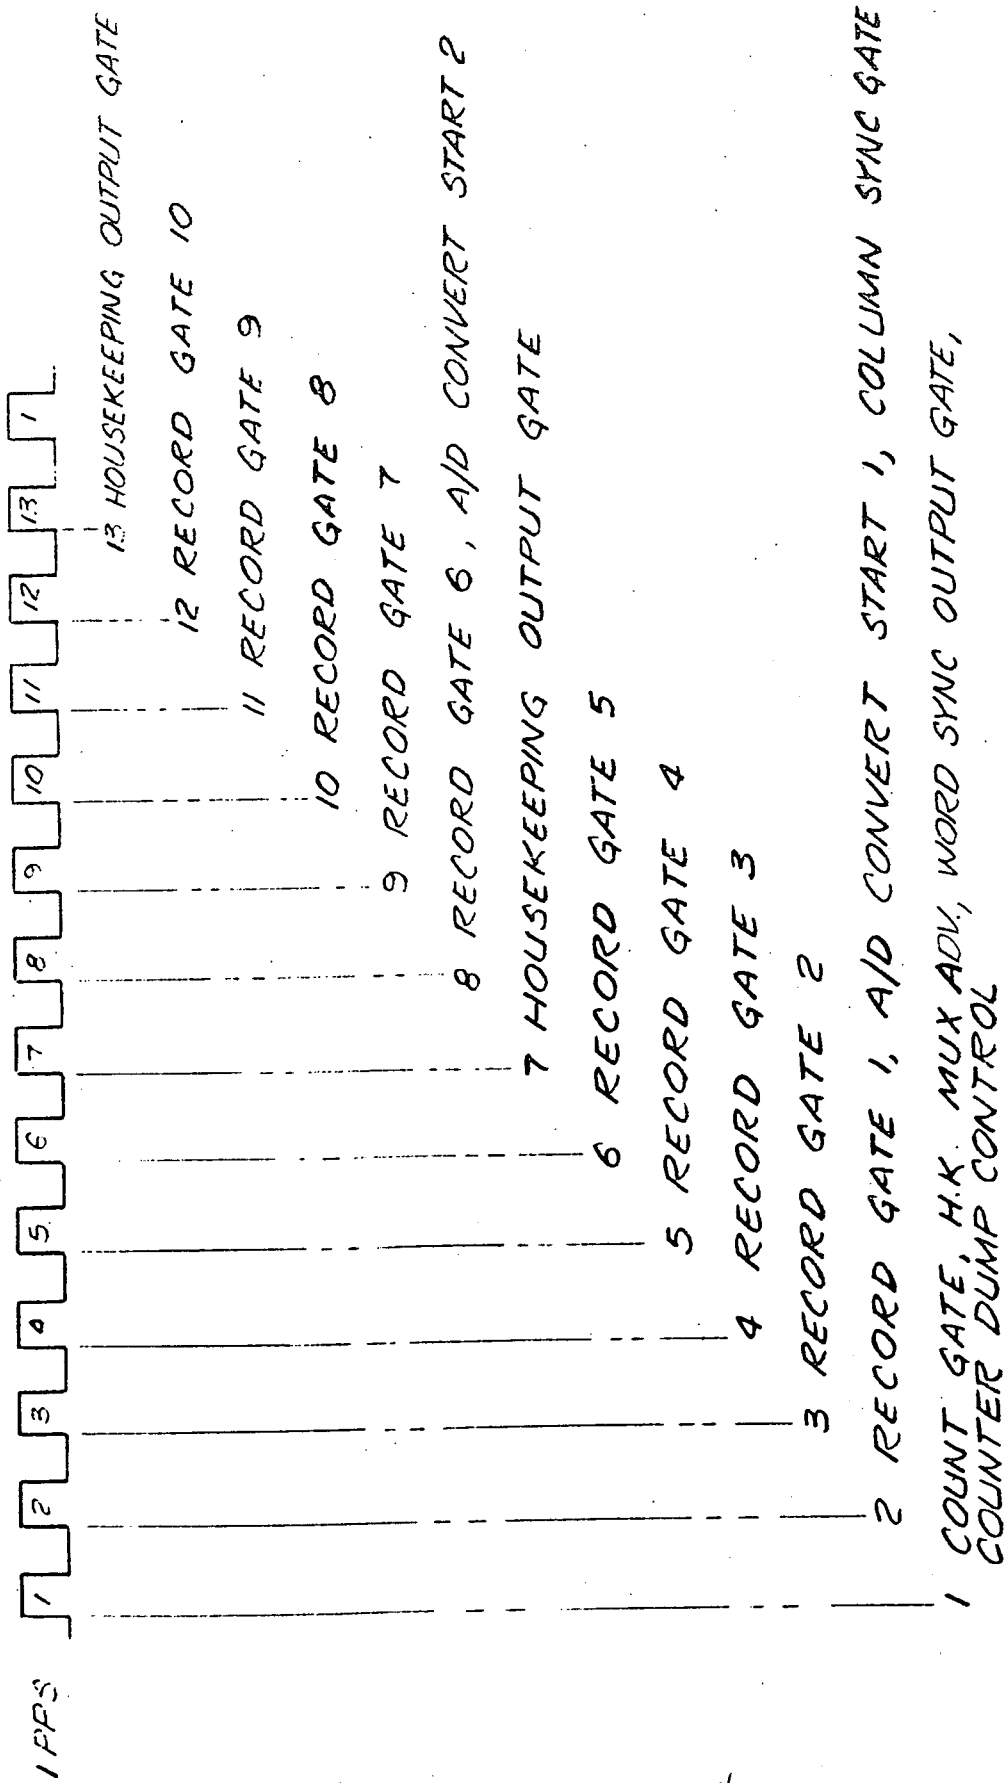 1 PPS
1 2 3 4 5 6 7 8 9 10 11 12 13 1
13 HOUSEKEEPING OUTPUT GATE
12 RECORD GATE 10
11 RECORD GATE 9
10 RECORD GATE 8
9 RECORD GATE 7
8 RECORD GATE 6, A/D CONVERT START 2
7 HOUSEKEEPING OUTPUT GATE
6 RECORD GATE 5
5 RECORD GATE 4
4 RECORD GATE 3
3 RECORD GATE 2
2 RECORD GATE 1, A/D CONVERT START 1, COLUMN SYNC GATE
1 COUNT GATE, H.K. MUX ADV., WORD SYNC OUTPUT GATE,
COUNTER DUMP CONTROL